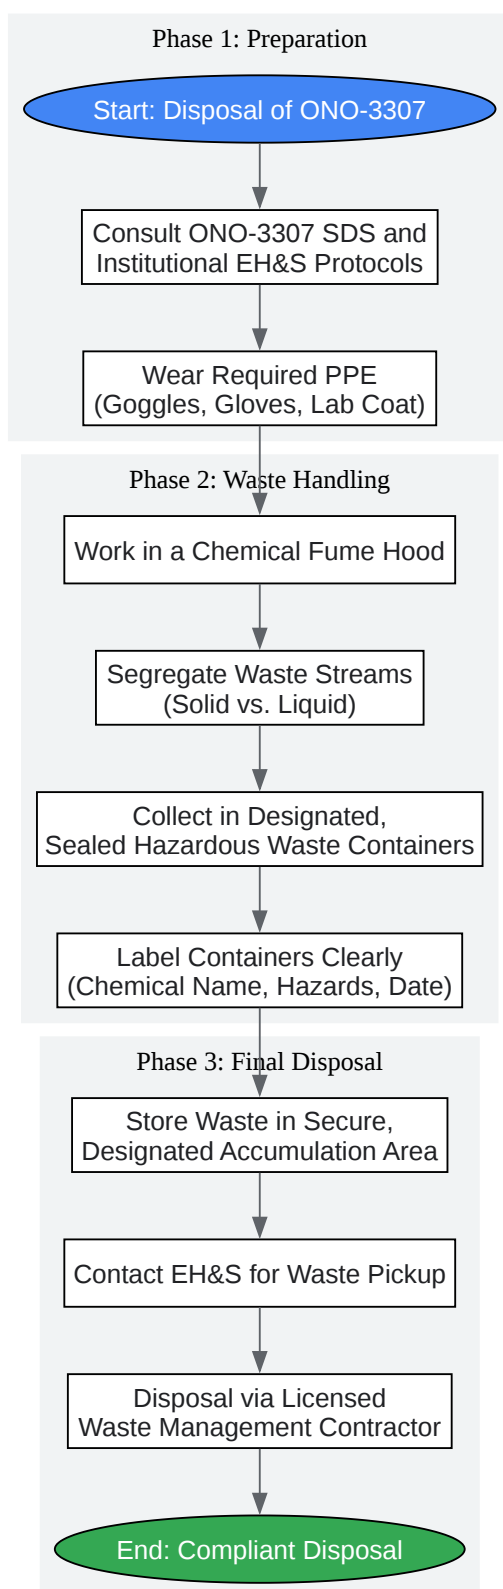 Phase 1: Preparation
Start: Disposal of ONO-3307
Consult ONO-3307 SDS and
Institutional EH&S Protocols
Wear Required PPE
(Goggles, Gloves, Lab Coat)
Phase 2: Waste Handling
Work in a Chemical Fume Hood
Segregate Waste Streams
(Solid vs. Liquid)
Collect in Designated,
Sealed Hazardous Waste Containers
Label Containers Clearly
(Chemical Name, Hazards, Date)
Phase 3: Final Disposal
Store Waste in Secure,
Designated Accumulation Area
Contact EH&S for Waste Pickup
Disposal via Licensed
Waste Management Contractor
End: Compliant Disposal